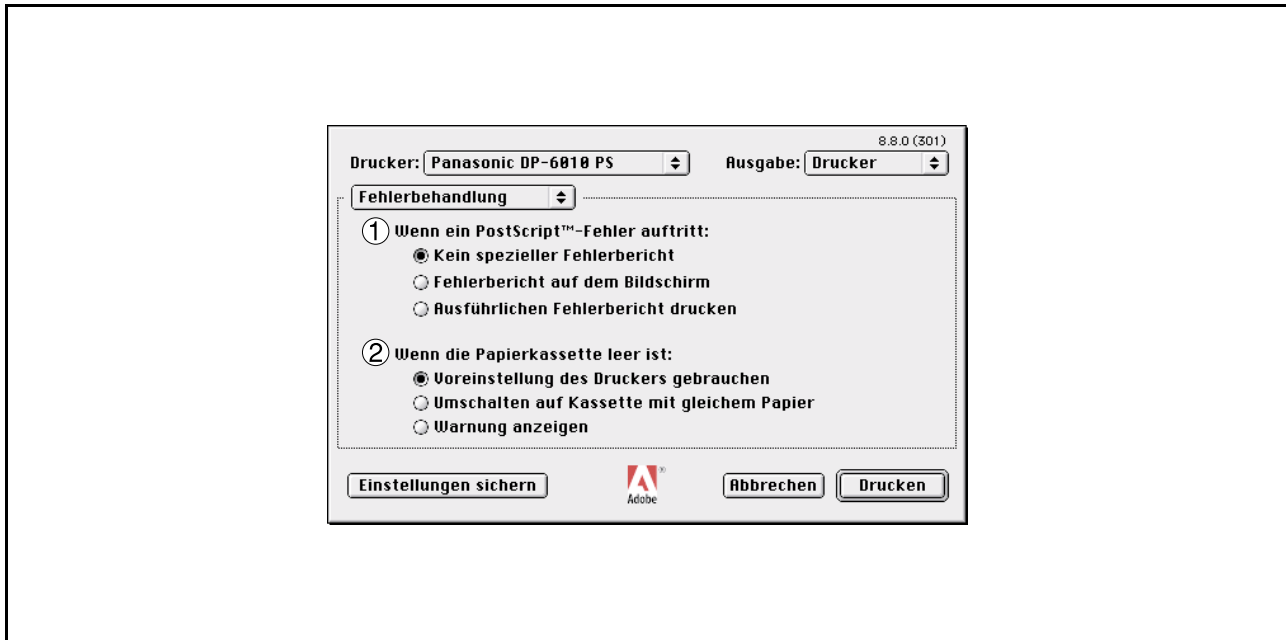 8.8.0 (301)
Drucker: Panasonic DP-6010 PS Ausgabe: Drucker
Fehlerbehandlung
① Wenn ein PostScript™-Fehler auftritt:
Kein spezieller Fehlerbericht
Fehlerbericht auf dem Bildschirm
Ausführlichen Fehlerbericht drucken
② Wenn die Papierkassette leer ist:
Voreinstellung des Druckers gebrauchen
Umschalten auf Kassette mit gleichem Papier
Warnung anzeigen
Einstellungen sichern Adobe® Abbrechen Drucken